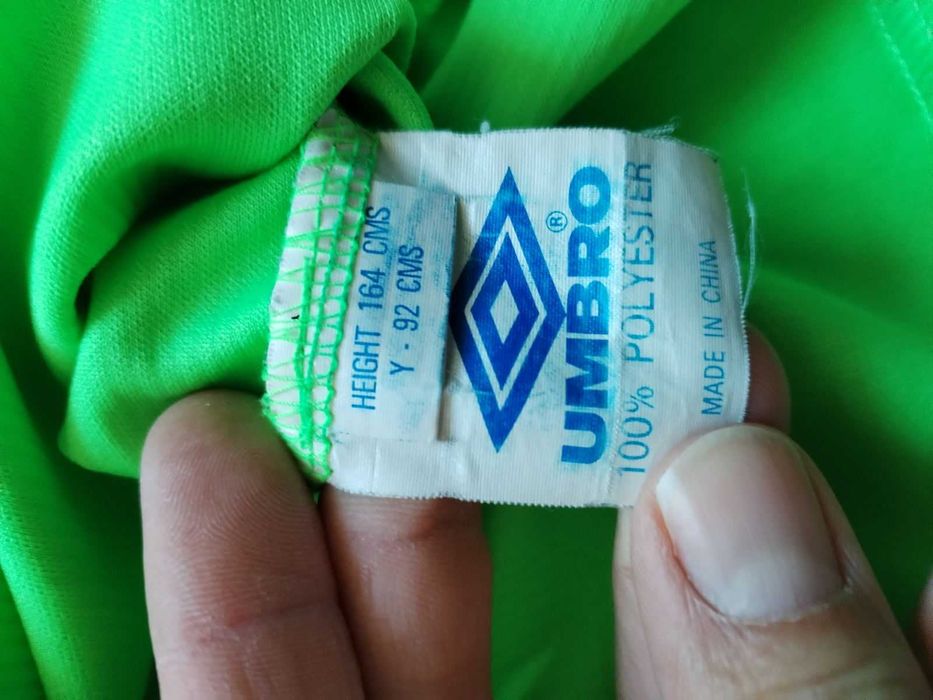 HEIGHT 164 CMS
Y - 92 CMS
UMBRO®
100% POLYESTER
MADE IN CHINA